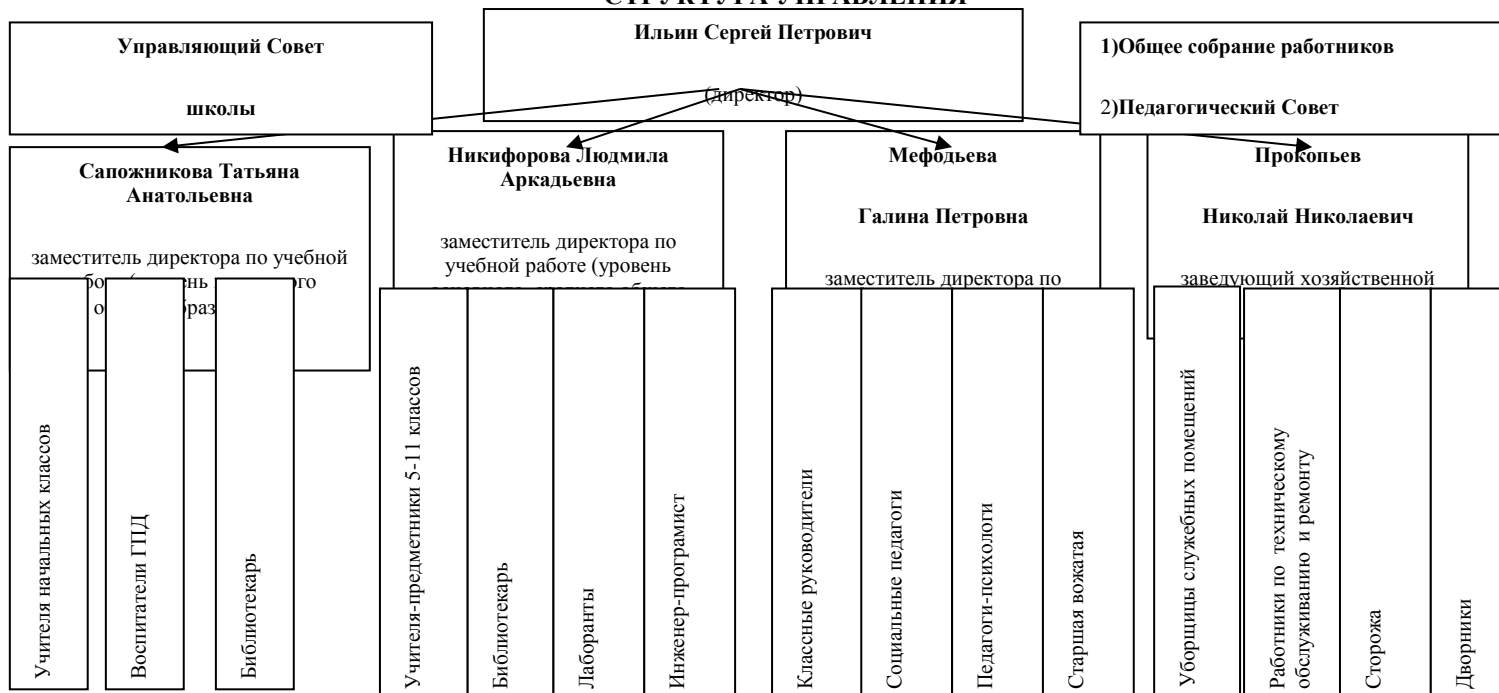 СТРУКТУРА УПРАВЛЕНИЯ
Управляющий Совет
школы
Ильин Сергей Петрович
(директор)
1)Общее собрание работников
2)Педагогический Совет
Сапожникова Татьяна
Анатольевна
заместитель директора по учебной
Никифорова Людмила
Аркадьевна
заместитель директора по
учебной работе (уровень
Мефодьева
Галина Петровна
заместитель директора по
Прокопьев
Николай Николаевич
заведующий хозяйственной
Учителя начальных классов
Воспитатели ГПД
Библиотекарь
Учителя-предметники 5-11 классов
Библиотекарь
Лаборанты
Инженер-програмист
Классные руководители
Социальные педагоги
Педагоги-психологи
Старшая вожатая
Уборщицы служебных помещений
Работники по техническому
обслуживанию и ремонту
Сторожа
Дворники